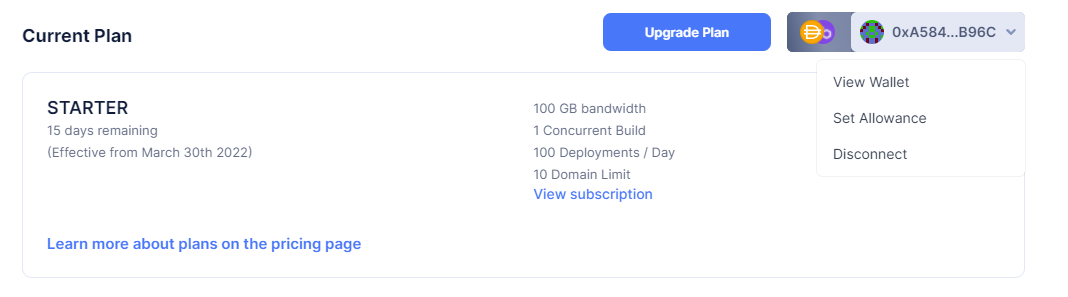 Current Plan
Upgrade Plan
0xA584...B96C
View Wallet
Set Allowance
Disconnect
STARTER
15 days remaining
(Effective from March 30th 2022)
100 GB bandwidth
1 Concurrent Build
100 Deployments / Day
10 Domain Limit
View subscription
Learn more about plans on the pricing page